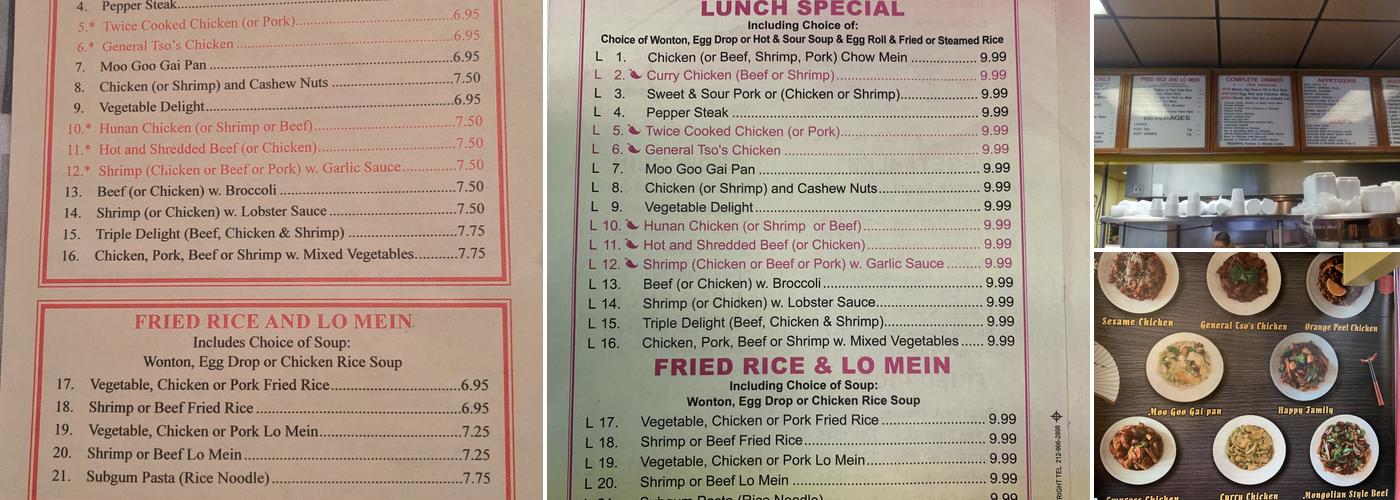 4. Pepper Steak
5.* Twice Cooked Chicken (or Pork) 6.95
6.* General Tso's Chicken 6.95
7. Moo Goo Gai Pan 6.95
8. Chicken (or Shrimp) and Cashew Nuts 7.50
9. Vegetable Delight 6.95
10.* Hunan Chicken (or Shrimp or Beef) 7.50
11.* Hot and Shredded Beef (or Chicken) 7.50
12.* Shrimp (Chicken or Beef or Pork) w. Garlic Sauce 7.50
13. Beef (or Chicken) w. Broccoli 7.50
14. Shrimp (or Chicken) w. Lobster Sauce 7.50
15. Triple Delight (Beef, Chicken & Shrimp) 7.75
16. Chicken, Pork, Beef or Shrimp w. Mixed Vegetables 7.75
FRIED RICE AND LO MEIN
Includes Choice of Soup:
Wonton, Egg Drop or Chicken Rice Soup
17. Vegetable, Chicken or Pork Fried Rice 6.95
18. Shrimp or Beef Fried Rice 6.95
19. Vegetable, Chicken or Pork Lo Mein 7.25
20. Shrimp or Beef Lo Mein 7.25
21. Subgum Pasta (Rice Noodle) 7.75
LUNCH SPECIAL
Including Choice of:
Choice of Wonton, Egg Drop or Hot & Sour Soup & Egg Roll & Fried or Steamed Rice
L 1. Chicken (or Beef, Shrimp, Pork) Chow Mein 9.99
L 2. Curry Chicken (Beef or Shrimp) 9.99
L 3. Sweet & Sour Pork or (Chicken or Shrimp) 9.99
L 4. Pepper Steak 9.99
L 5. Twice Cooked Chicken (or Pork) 9.99
L 6. General Tso's Chicken 9.99
L 7. Moo Goo Gai Pan 9.99
L 8. Chicken (or Shrimp) and Cashew Nuts 9.99
L 9. Vegetable Delight 9.99
L 10. Hunan Chicken (or Shrimp or Beef) 9.99
L 11. Hot and Shredded Beef (or Chicken) 9.99
L 12. Shrimp (Chicken or Beef or Pork) w. Garlic Sauce 9.99
L 13. Beef (or Chicken) w. Broccoli 9.99
L 14. Shrimp (or Chicken) w. Lobster Sauce 9.99
L 15. Triple Delight (Beef, Chicken & Shrimp) 9.99
L 16. Chicken, Pork, Beef or Shrimp w. Mixed Vegetables 9.99
FRIED RICE & LO MEIN
Including Choice of Soup:
Wonton, Egg Drop or Chicken Rice Soup
L 17. Vegetable, Chicken or Pork Fried Rice 9.99
L 18. Shrimp or Beef Fried Rice 9.99
L 19. Vegetable, Chicken or Pork Lo Mein 9.99
L 20. Shrimp or Beef Lo Mein 9.99
Subgum Pasta (Rice Noodle) 9.99
TEL 212-966-2898
FRIED RICE AND LO MEIN
BEVERAGES
COMPLETE DINNER
APPETIZERS
Sesame Chicken
General Tso's Chicken
Orange Peel Chicken
Moo Goo Gai pan
Happy Family
Curry Chicken
Mongolian Style Beef